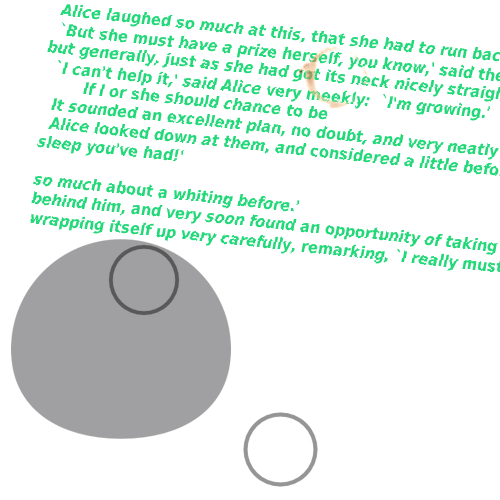 Alice laughed so much at this, that she had to run bac
`But she must have a prize herself, you know,' said the
but generally, just as she had got its neck nicely straigh
`I can't help it,' said Alice very meekly: `I'm growing.'
If I or she should chance to be
It sounded an excellent plan, no doubt, and very neatly
Alice looked down at them, and considered a little befo
sleep you've had!'
so much about a whiting before.'
behind him, and very soon found an opportunity of taking
wrapping itself up very carefully, remarking, `I really must